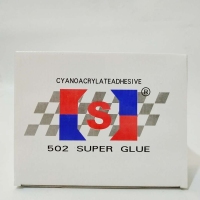 CYANOACRYLATEADHESIVE
®
S
502 SUPER GLUE